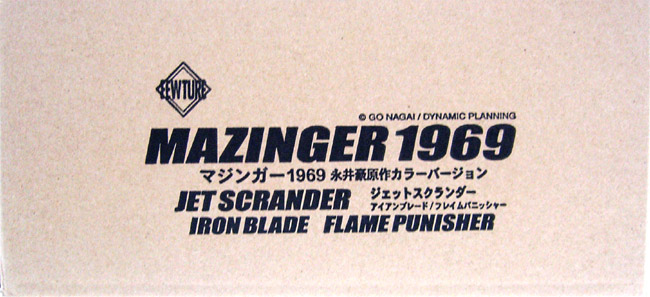 FEWTURE
© GO NAGAI / DYNAMIC PLANNING
MAZINGER 1969
マジンガー1969 永井豪原作カラーバージョン
JET SCRANDER ジェットスクランダー
アイアンブレード/フレイムパニッシャー
IRON BLADE FLAME PUNISHER